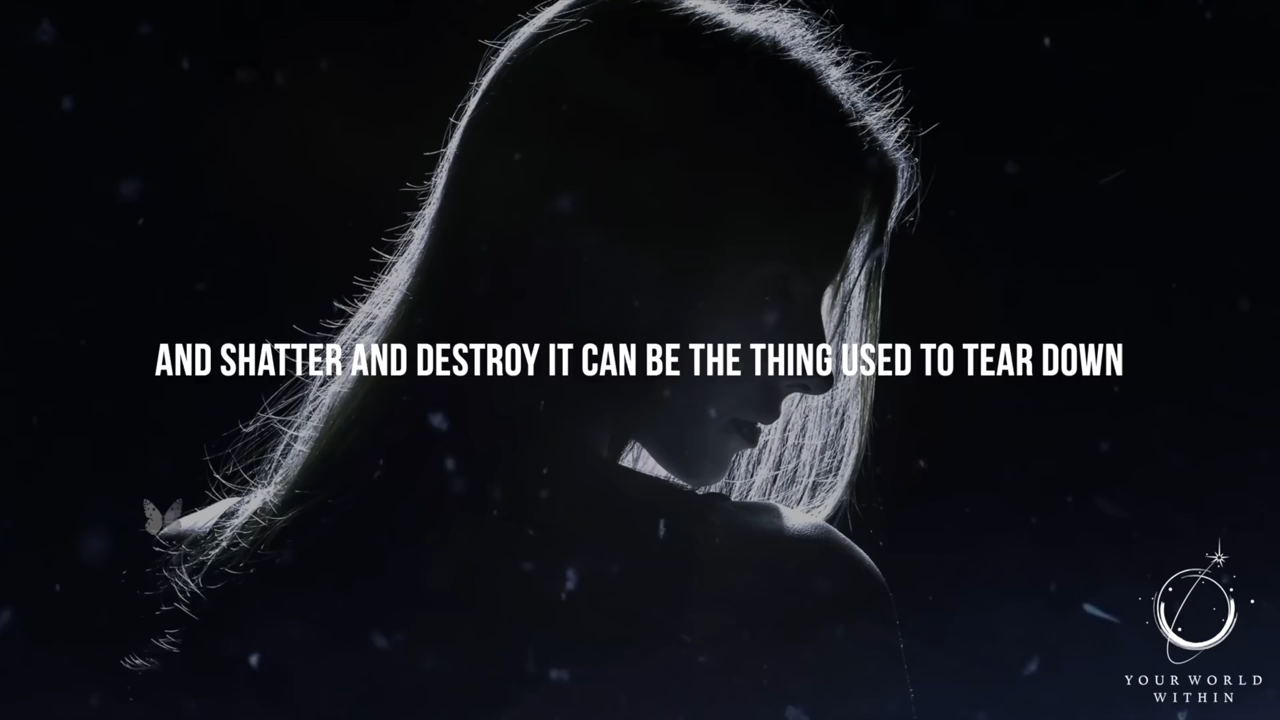 AND SHATTER AND DESTROY IT CAN BE THE THING USED TO TEAR DOWN
YOUR WORLD
WITHIN